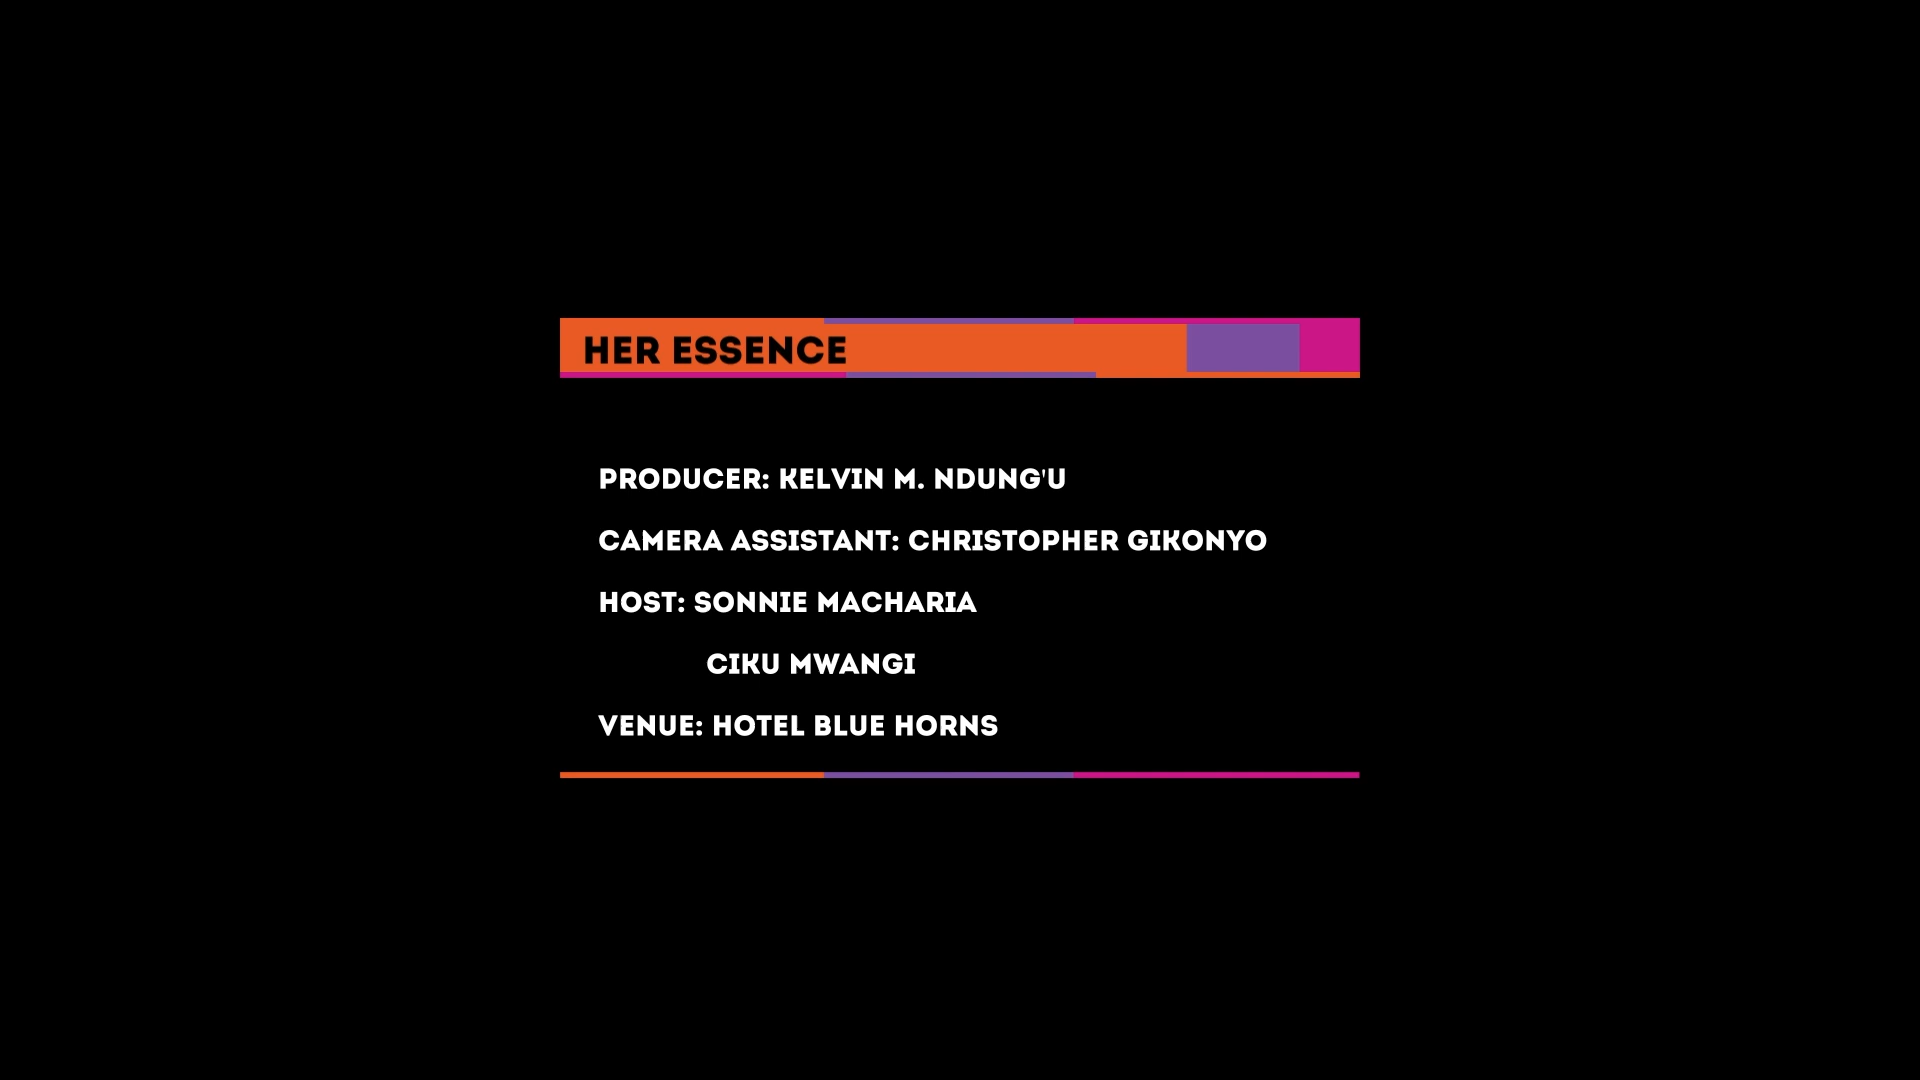 HER ESSENCE
PRODUCER: KELVIN M. NDUNG'U
CAMERA ASSISTANT: CHRISTOPHER GIKONYO
HOST: SONNIE MACHARIA
CIKU MWANGI
VENUE: HOTEL BLUE HORNS